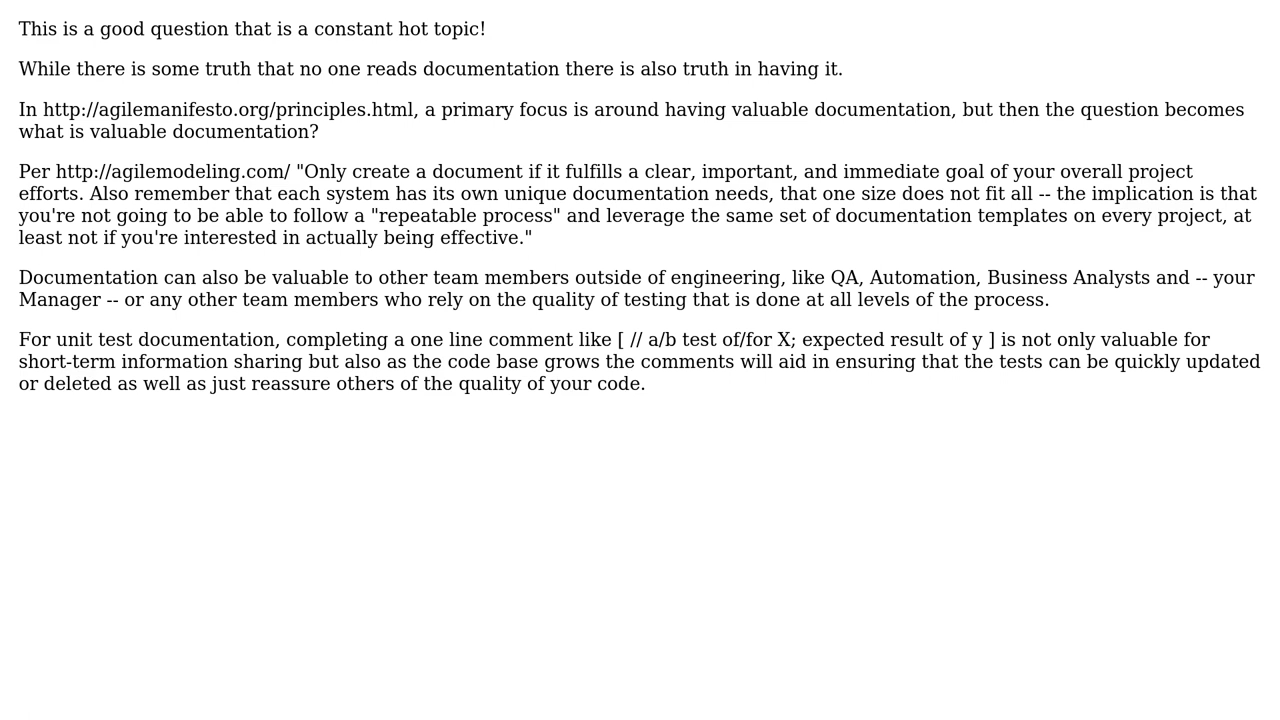 This is a good question that is a constant hot topic!
While there is some truth that no one reads documentation there is also truth in having it.
In http://agilemanifesto.org/principles.html, a primary focus is around having valuable documentation, but then the question becomes
what is valuable documentation?
Per http://agilemodeling.com/ "Only create a document if it fulfills a clear, important, and immediate goal of your overall project
efforts. Also remember that each system has its own unique documentation needs, that one size does not fit all -- the implication is that
you're not going to be able to follow a "repeatable process" and leverage the same set of documentation templates on every project, at
least not if you're interested in actually being effective."
Documentation can also be valuable to other team members outside of engineering, like QA, Automation, Business Analysts and -- your
Manager -- or any other team members who rely on the quality of testing that is done at all levels of the process.
For unit test documentation, completing a one line comment like [ // a/b test of/for X; expected result of y ] is not only valuable for
short-term information sharing but also as the code base grows the comments will aid in ensuring that the tests can be quickly updated
or deleted as well as just reassure others of the quality of your code.